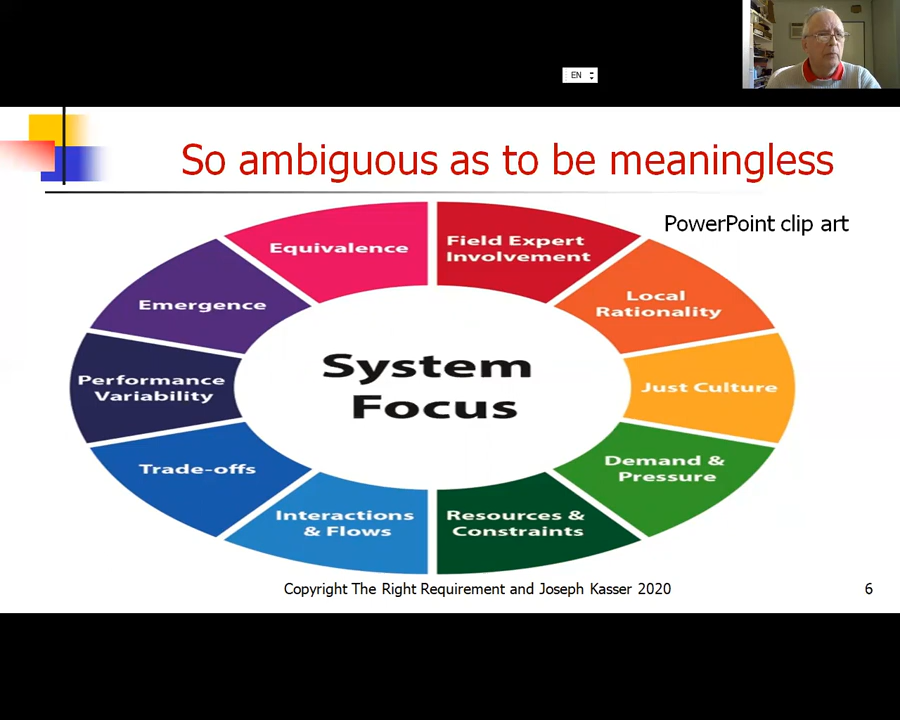 EN
So ambiguous as to be meaningless
PowerPoint clip art
Equivalence
Field Expert
Involvement
Local
Rationality
Just Culture
Demand &
Pressure
Resources &
Constraints
Interactions
& Flows
Trade-offs
Performance
Variability
Emergence
System
Focus
Copyright The Right Requirement and Joseph Kasser 2020
6